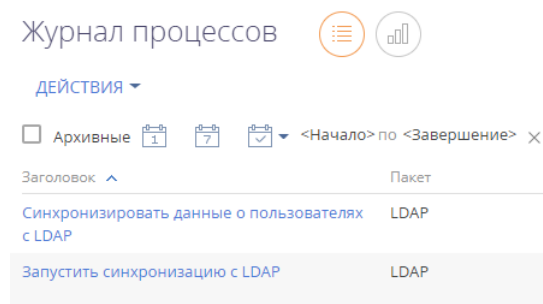 Журнал процессов
ДЕЙСТВИЯ
Архивные 1 7 <Начало> по <Завершение>
Заголовок Пакет
Синхронизировать данные о пользователях LDAP
с LDAP
Запустить синхронизацию с LDAP LDAP